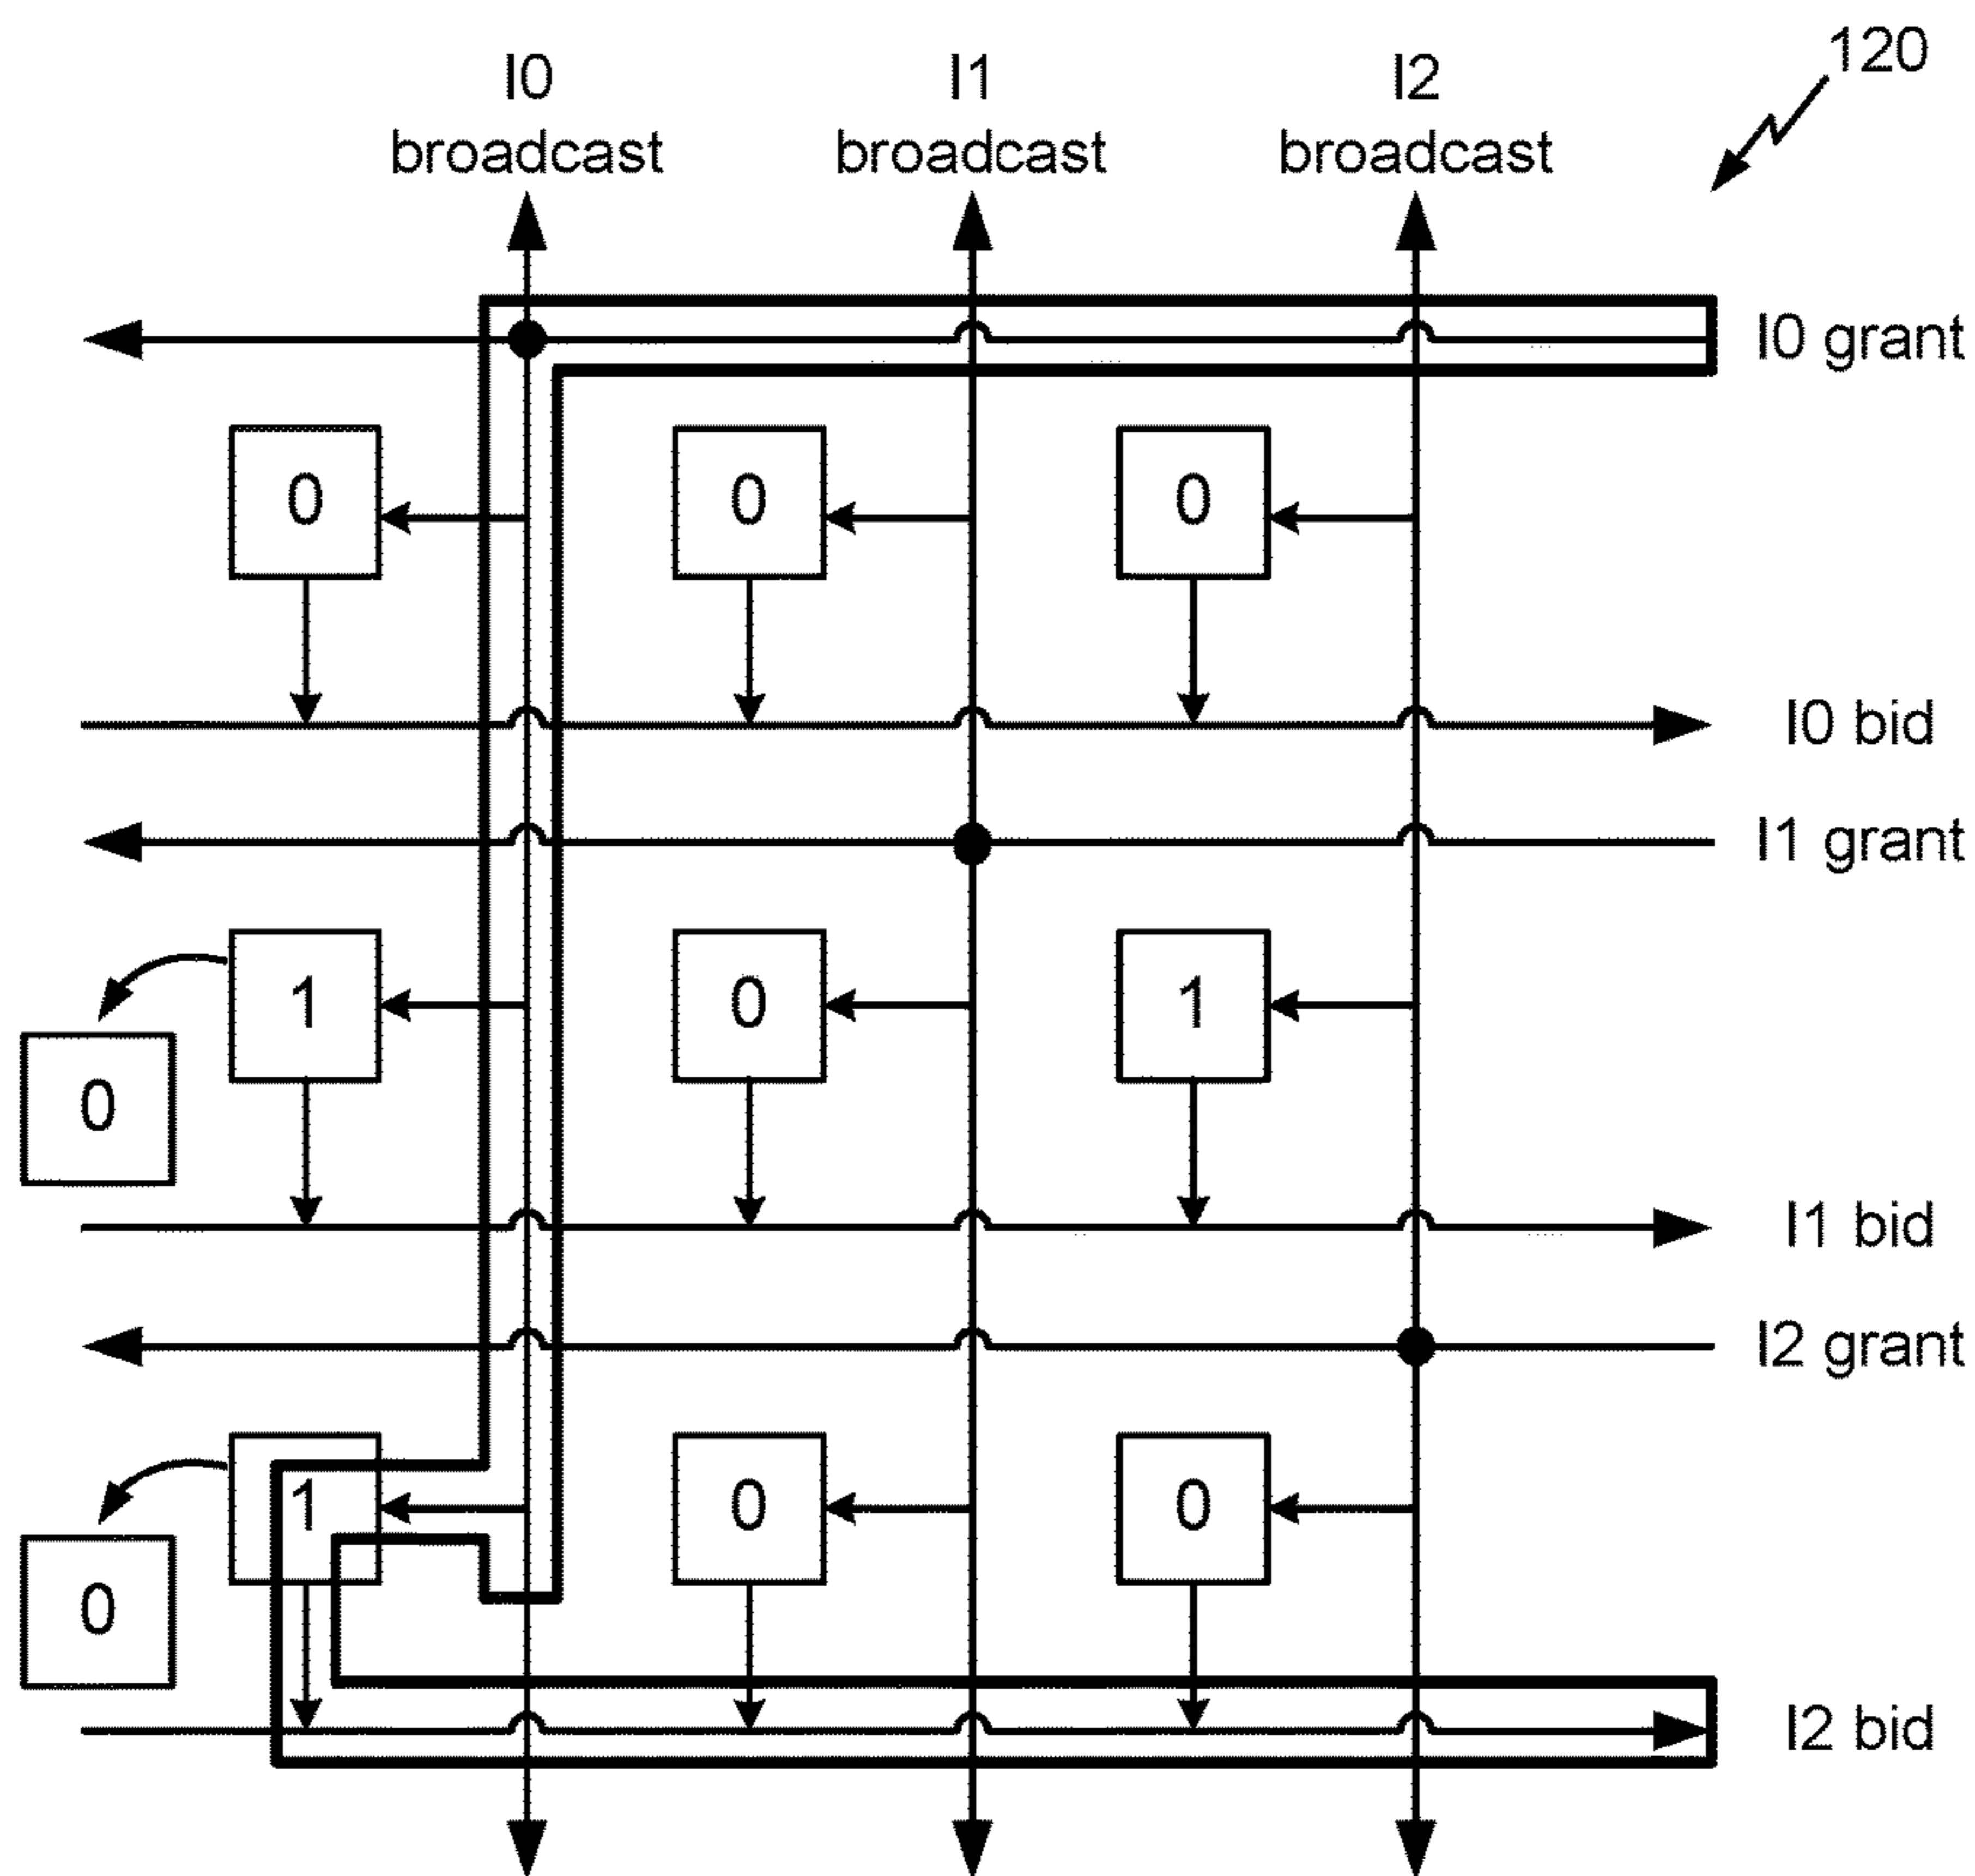 120
I0 I1 I2
broadcast broadcast broadcast
I0 grant
0 0 0
I0 bid
I1 grant
1 0 1
0
I1 bid
I2 grant
1 0 0
0
I2 bid